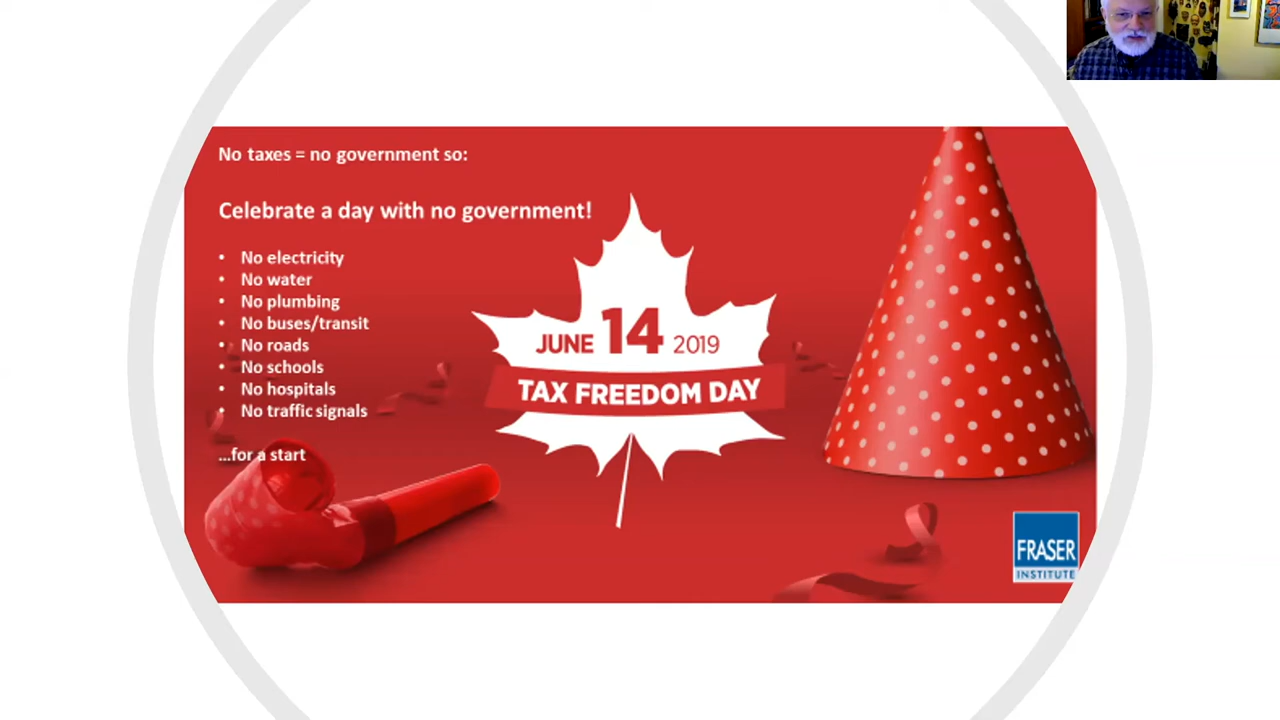 No taxes = no government so:
Celebrate a day with no government!
• No electricity
• No water
• No plumbing
• No buses/transit
• No roads
• No schools
• No hospitals
• No traffic signals
...for a start
JUNE 14 2019
TAX FREEDOM DAY
FRASER
INSTITUTE